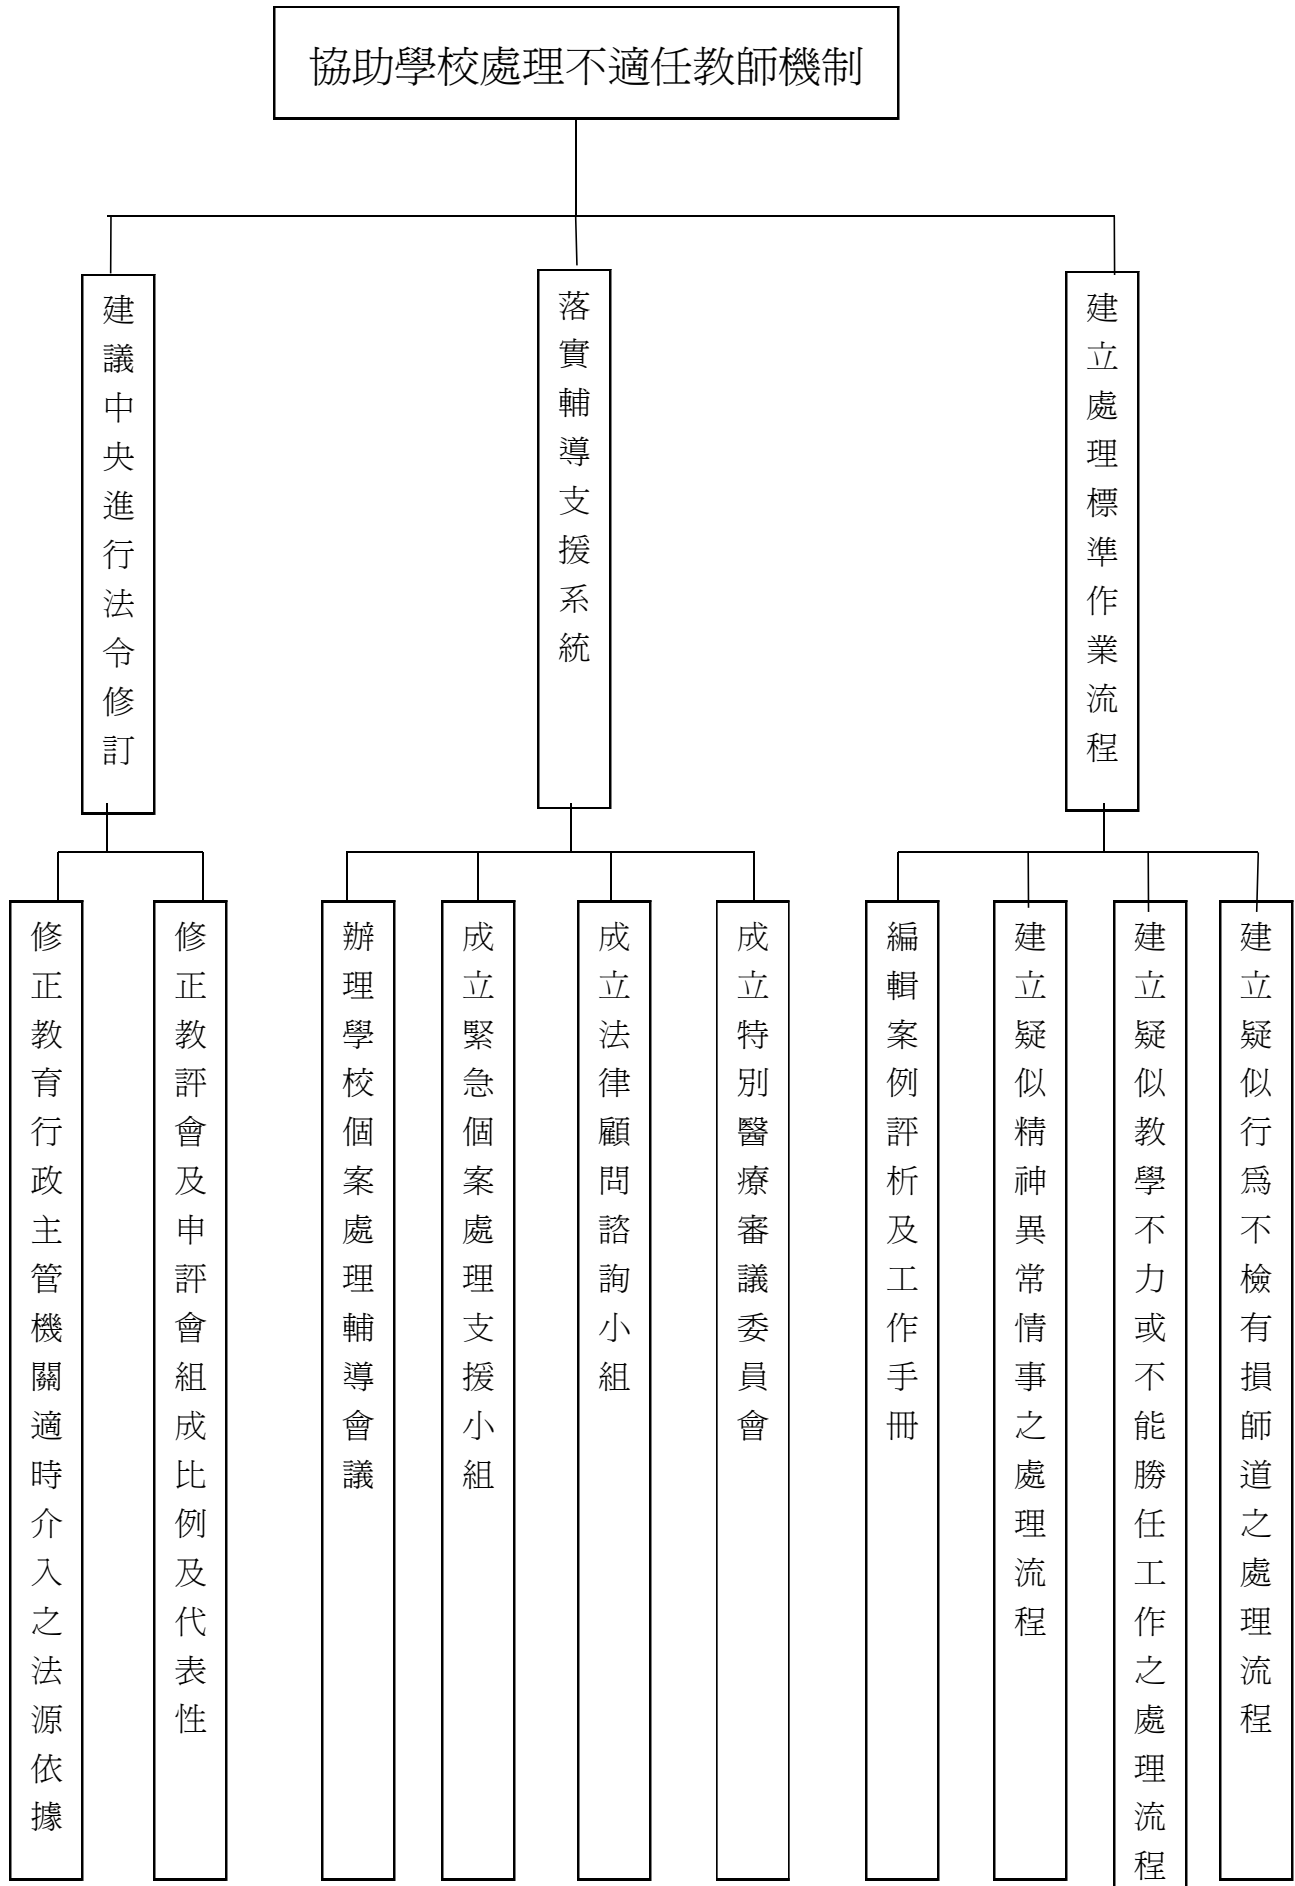 協助學校處理不適任教師機制
建議中央進行法令修訂
落實輔導支援系統
建立處理標準作業流程
修正教育行政主管機關適時介入之法源依據
修正教評會及申評會組成比例及代表性
辦理學校個案處理輔導會議
成立緊急個案處理支援小組
成立法律顧問諮詢小組
成立特別醫療審議委員會
編輯案例評析及工作手冊
建立疑似精神異常情事之處理流程
建立疑似教學不力或不能勝任工作之處理流程
建立疑似行為不檢有損師道之處理流程